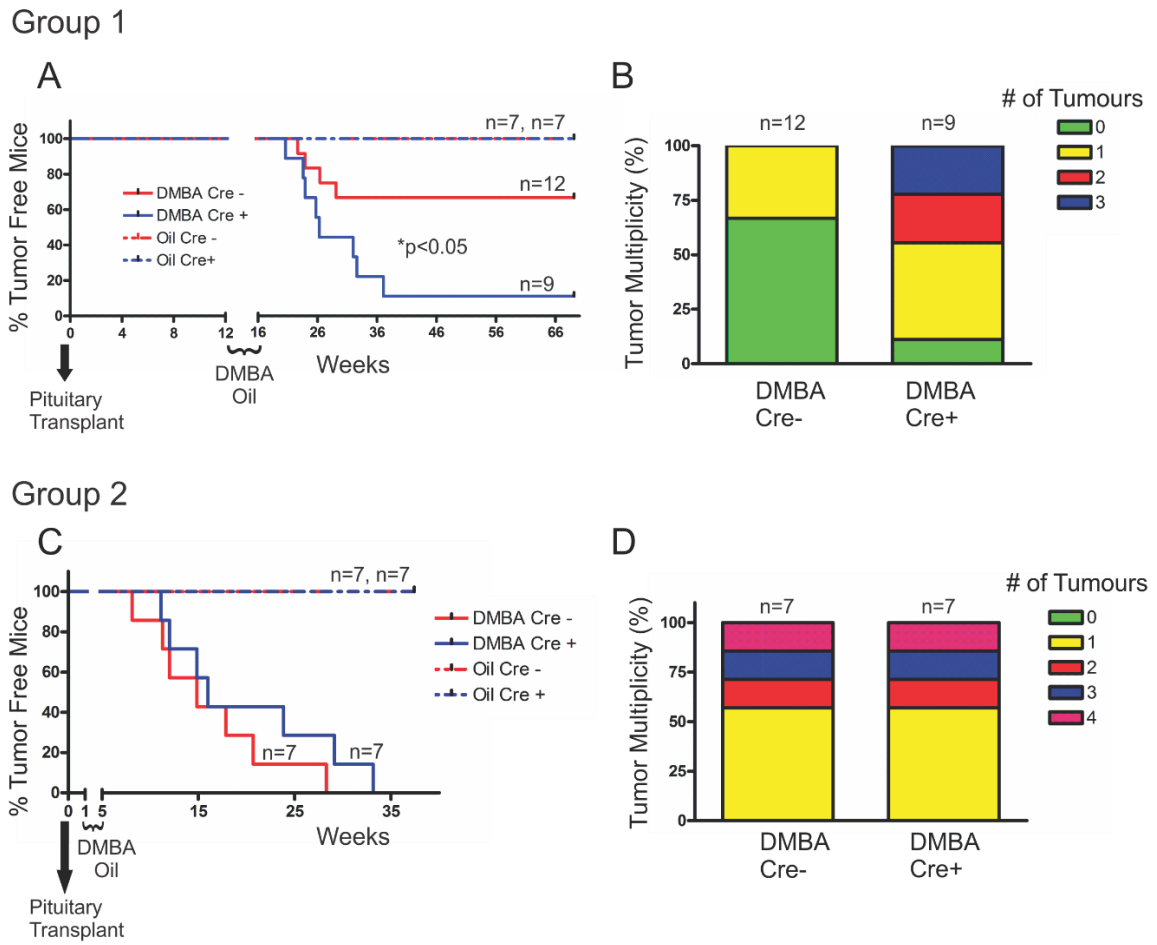 Group 1
A
% Tumor Free Mice
100
80
60
40
20
0
n=7, n=7
n=12
n=9
*p<0.05
DMBA Cre -
DMBA Cre +
Oil Cre -
Oil Cre+
0 4 8 12 16 26 36 46 56 66
Weeks
DMBA
Oil
Pituitary
Transplant
B
Tumor Multiplicity (%)
100
75
50
25
0
n=12 n=9
DMBA
Cre-
DMBA
Cre+
# of Tumours
0
1
2
3
Group 2
C
% Tumor Free Mice
100
80
60
40
20
0
n=7, n=7
n=7 n=7
DMBA Cre -
DMBA Cre +
Oil Cre -
Oil Cre +
0 1 5 15 25 35
Weeks
DMBA
Oil
Pituitary
Transplant
D
Tumor Multiplicity (%)
100
75
50
25
0
n=7 n=7
DMBA
Cre-
DMBA
Cre+
# of Tumours
0
1
2
3
4